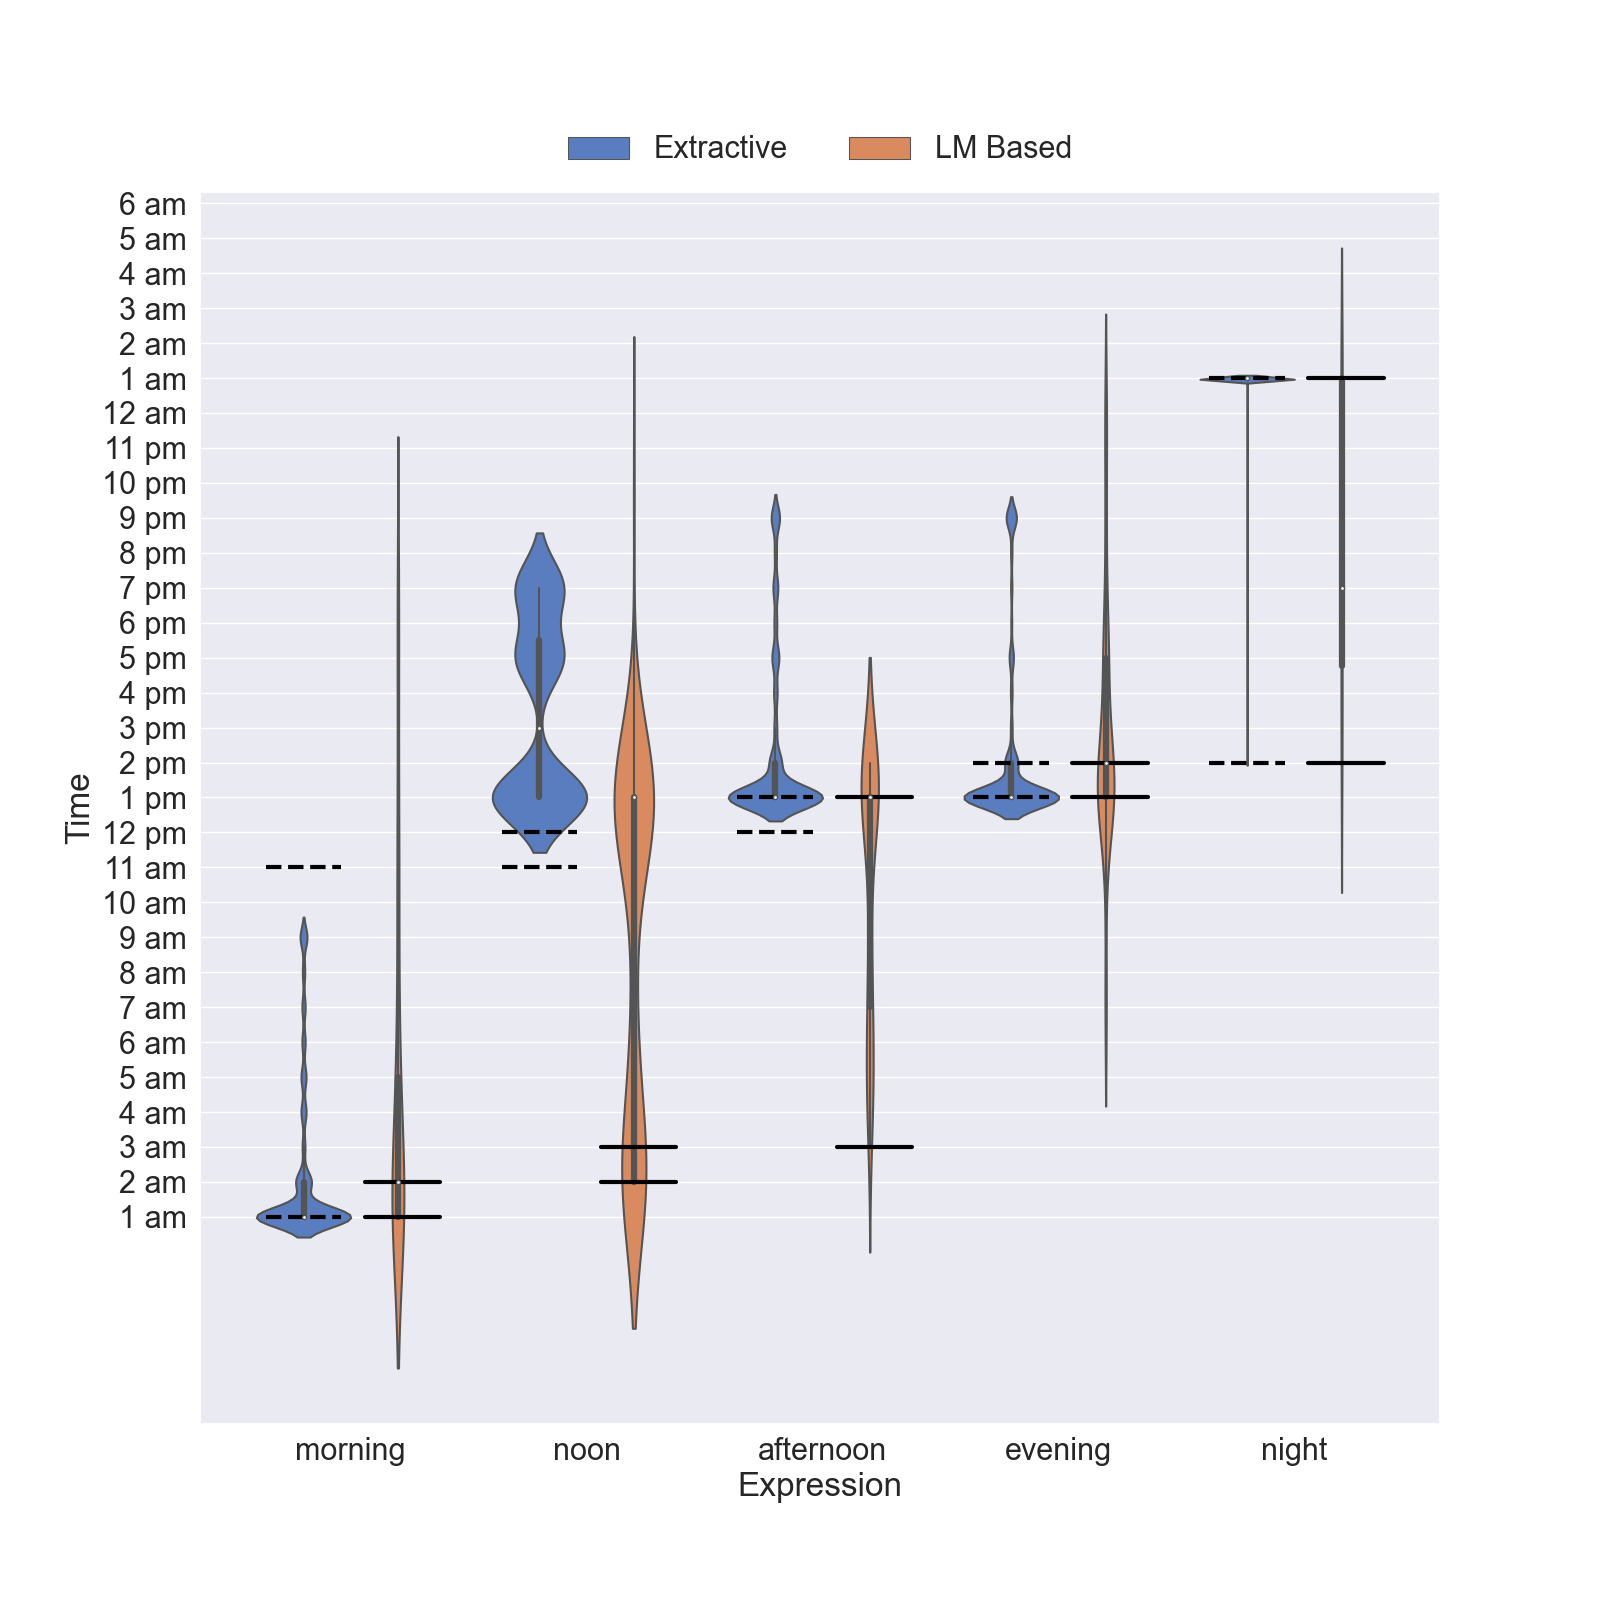 Extractive
LM Based
6 am
5 am
4 am
3 am
2 am
1 am
12 am
11 pm
10 pm
9 pm
8 pm
7 pm
6 pm
5 pm
4 pm
3 pm
2 pm
1 pm
12 pm
11 am
10 am
9 am
8 am
7 am
6 am
5 am
4 am
3 am
2 am
1 am
Time
morning
noon
afternoon
evening
night
Expression